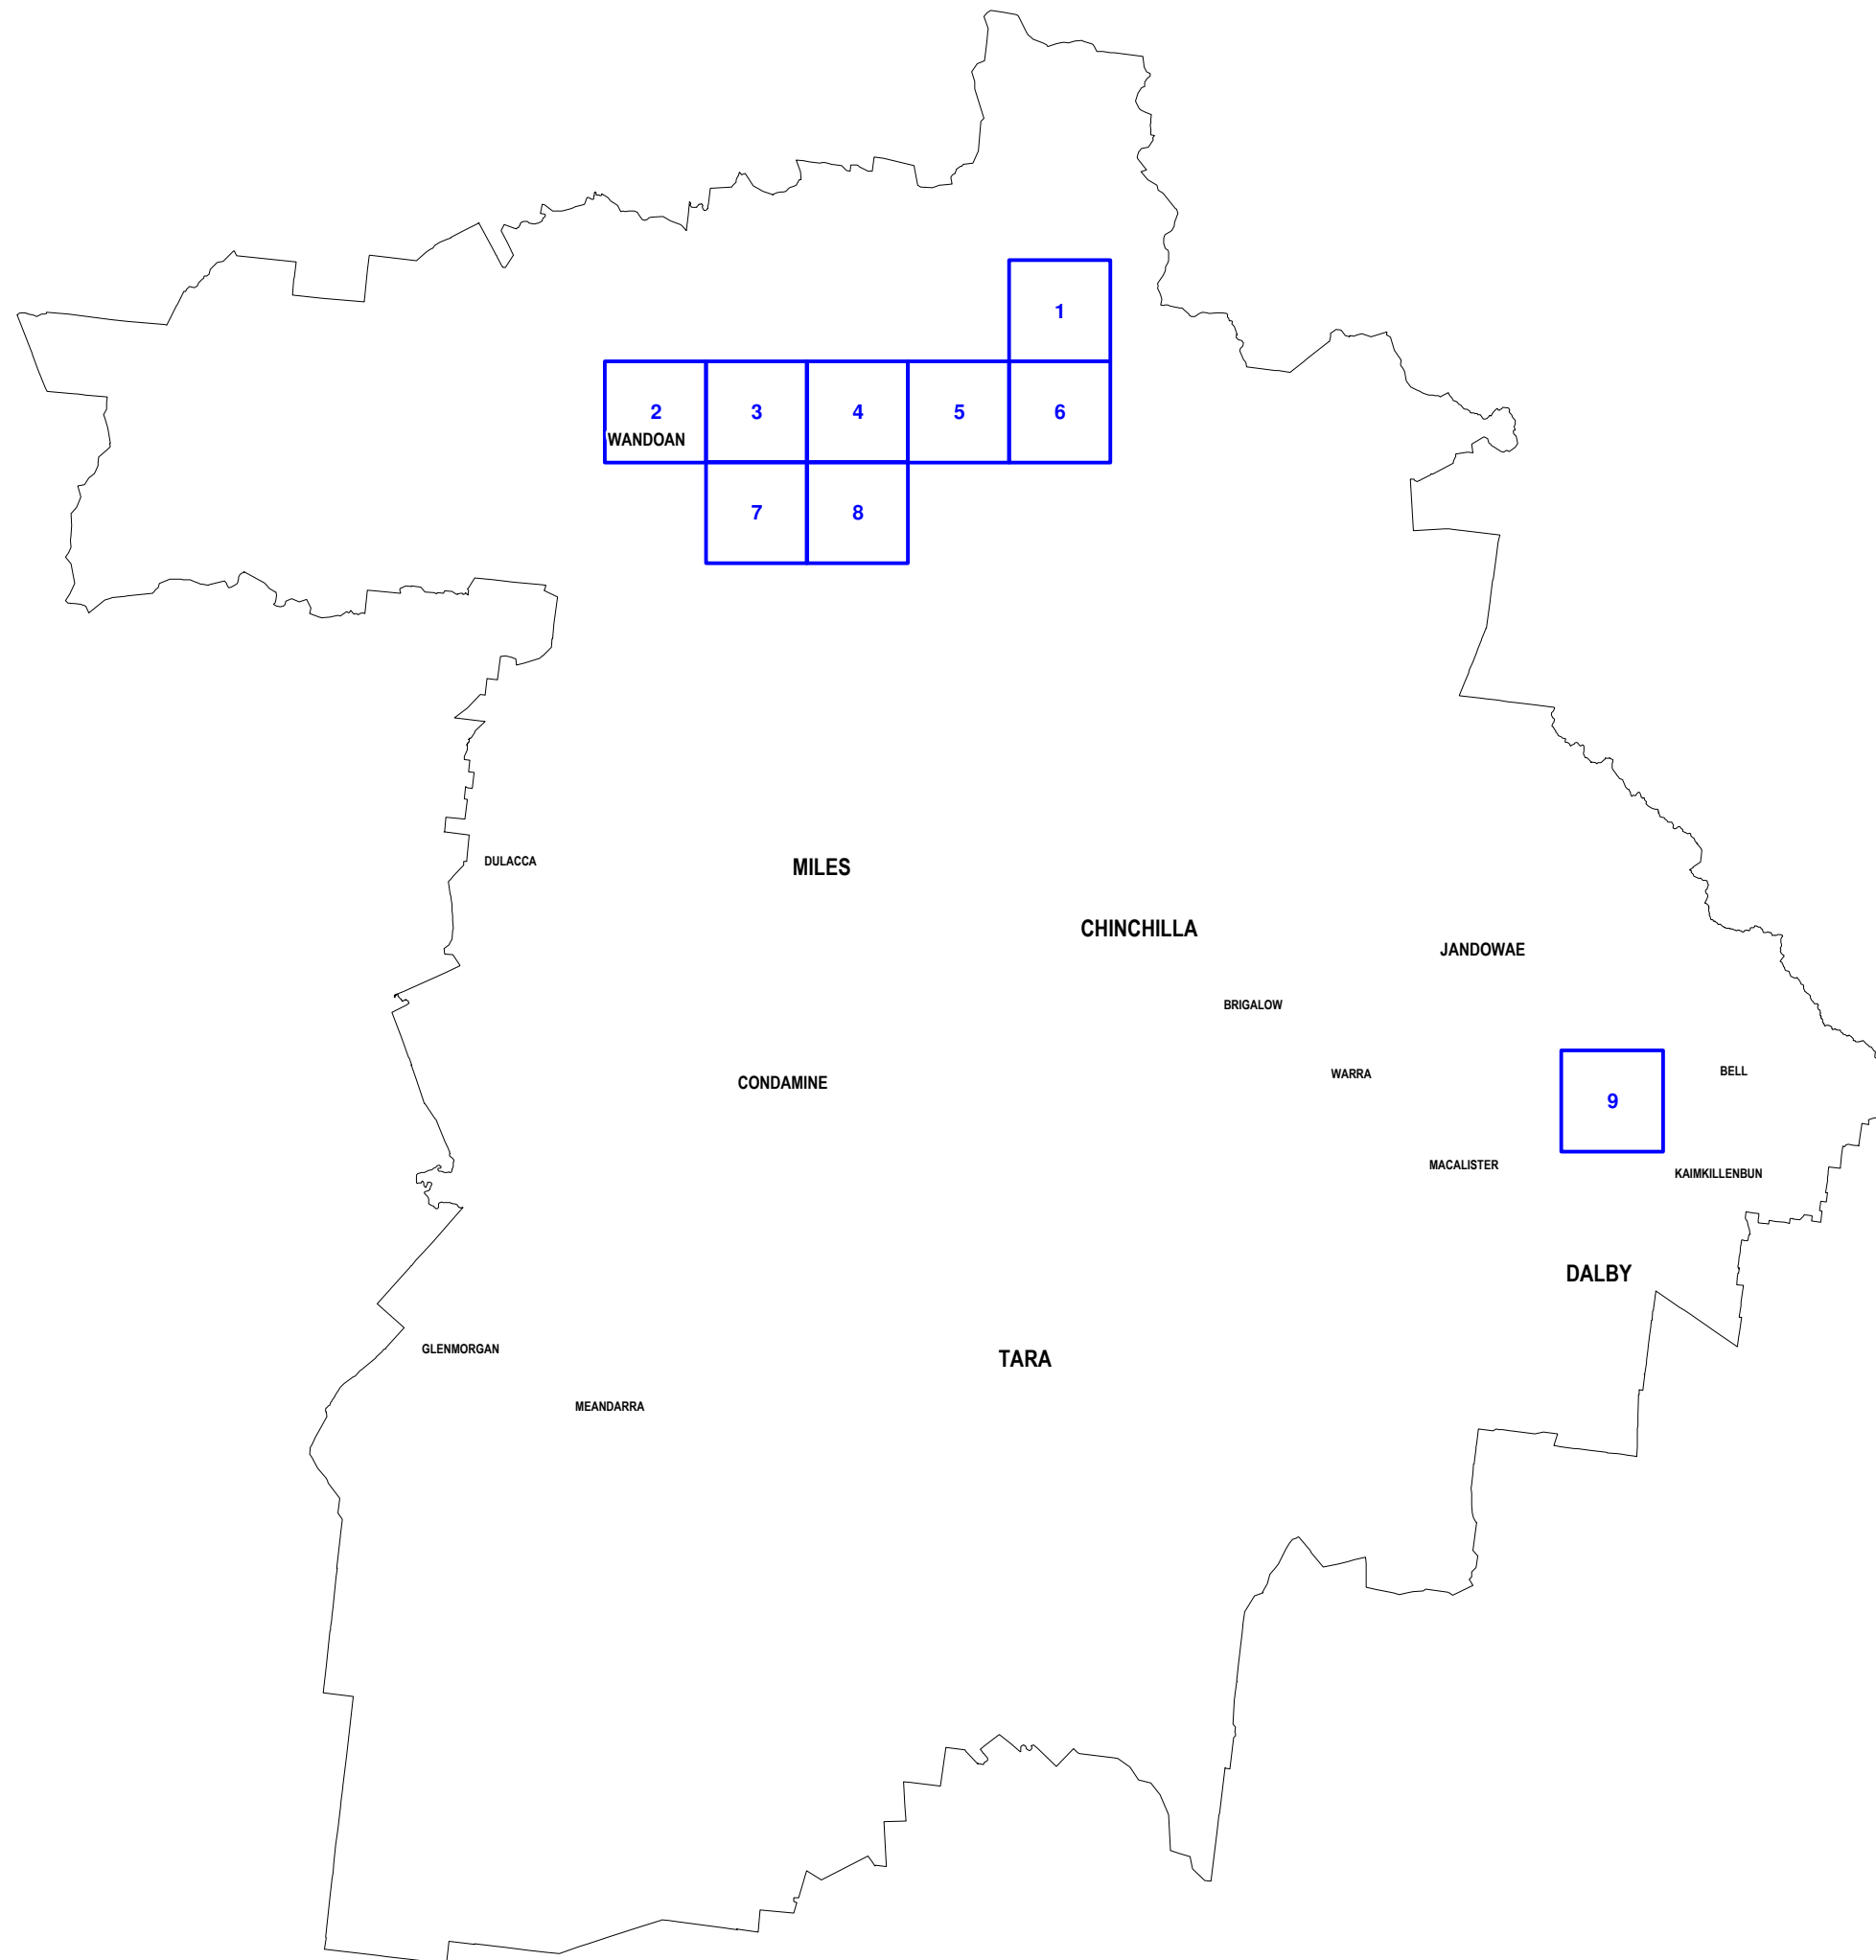 1
2
3
4
5
6
WANDOAN
7
8
DULACCA
MILES
CHINCHILLA
JANDOWAE
BRIGALOW
WARRA
BELL
CONDAMINE
9
MACALISTER
KAIMKILLENBUN
DALBY
GLENMORGAN
TARA
MEANDARRA